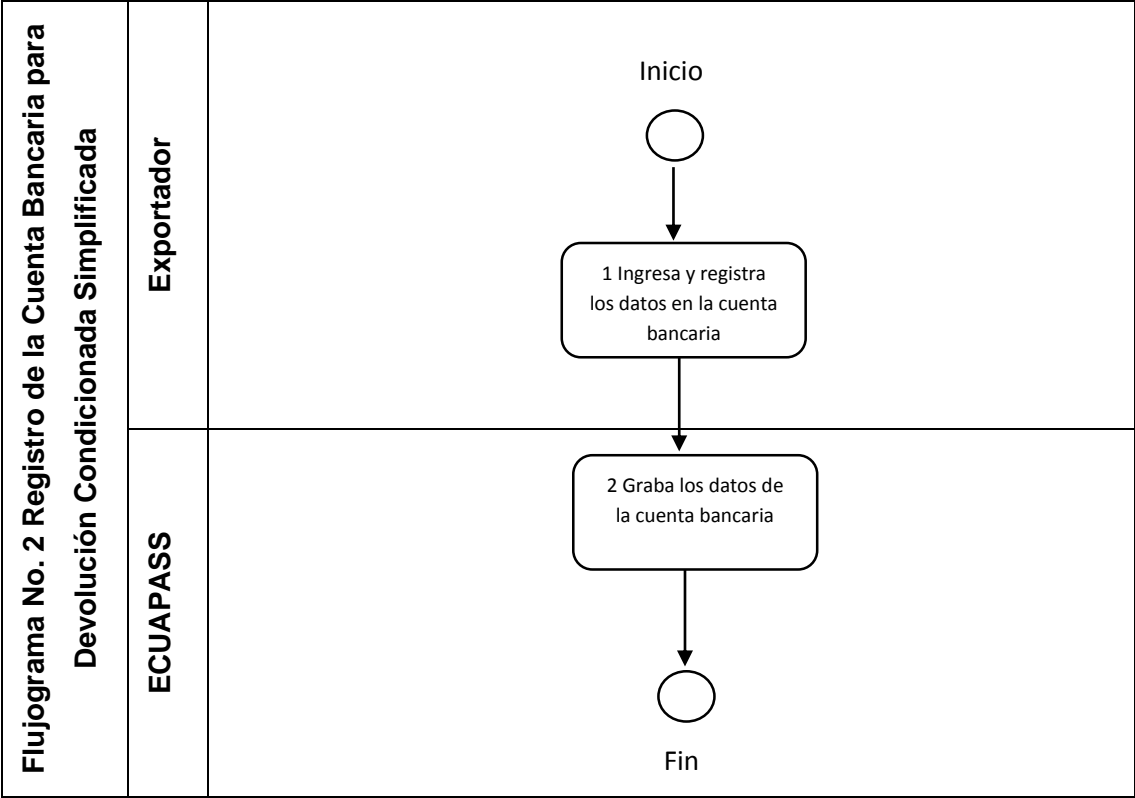 Flujograma No. 2 Registro de la Cuenta Bancaria para
Devolución Condicionada Simplificada
Exportador
Inicio
1 Ingresa y registra
los datos en la cuenta
bancaria
ECUAPASS
2 Graba los datos de
la cuenta bancaria
Fin